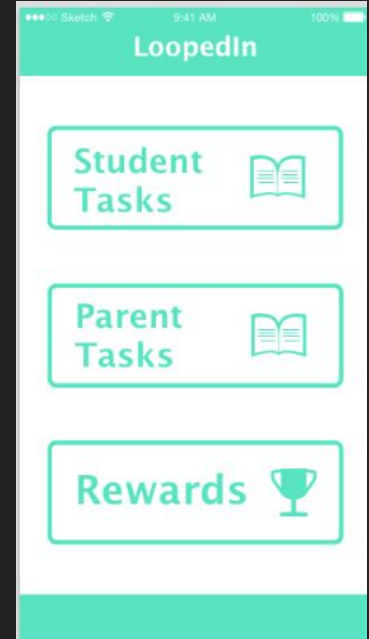 Sketch 9:41 AM 100%
LoopedIn
Student
Tasks
Parent
Tasks
Rewards